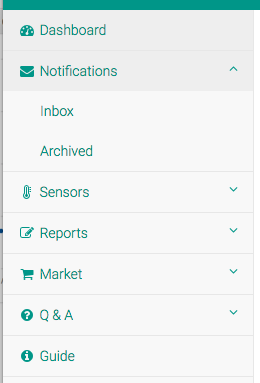 Dashboard
Notifications
Inbox
Archived
Sensors
Reports
Market
Q & A
Guide